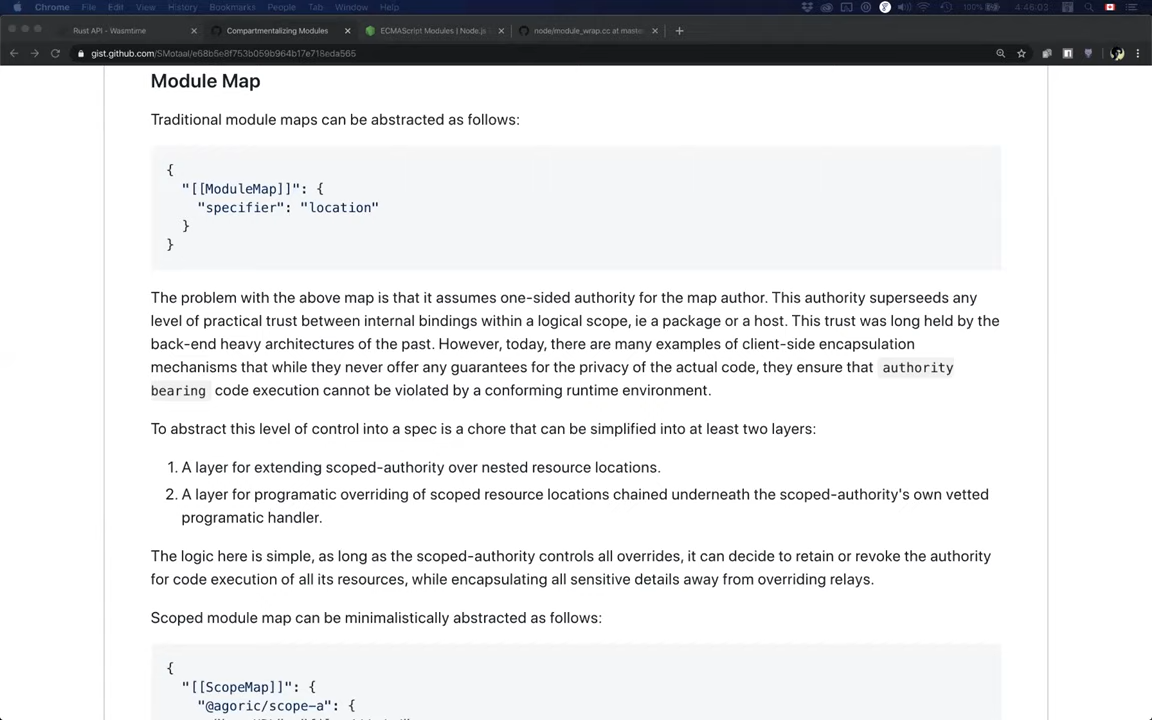 Chrome File Edit View History Bookmarks People Tab Window Help 100% 4:46:03
Rust API - Wasmtime Compartmentalizing Modules ECMAScript Modules | Node.js node/module_wrap.cc at maste
gist.github.com/SMotaal/e68b5e8f753b059b964b17e718eda565
Module Map
Traditional module maps can be abstracted as follows:
{
"[[ModuleMap]]": {
"specifier": "location"
}
}
The problem with the above map is that it assumes one-sided authority for the map author. This authority superseeds any
level of practical trust between internal bindings within a logical scope, ie a package or a host. This trust was long held by the
back-end heavy architectures of the past. However, today, there are many examples of client-side encapsulation
mechanisms that while they never offer any guarantees for the privacy of the actual code, they ensure that authority
bearing code execution cannot be violated by a conforming runtime environment.
To abstract this level of control into a spec is a chore that can be simplified into at least two layers:
1. A layer for extending scoped-authority over nested resource locations.
2. A layer for programatic overriding of scoped resource locations chained underneath the scoped-authority's own vetted
programatic handler.
The logic here is simple, as long as the scoped-authority controls all overrides, it can decide to retain or revoke the authority
for code execution of all its resources, while encapsulating all sensitive details away from overriding relays.
Scoped module map can be minimalistically abstracted as follows:
{
"[[ScopeMap]]": {
"@agoric/scope-a": {